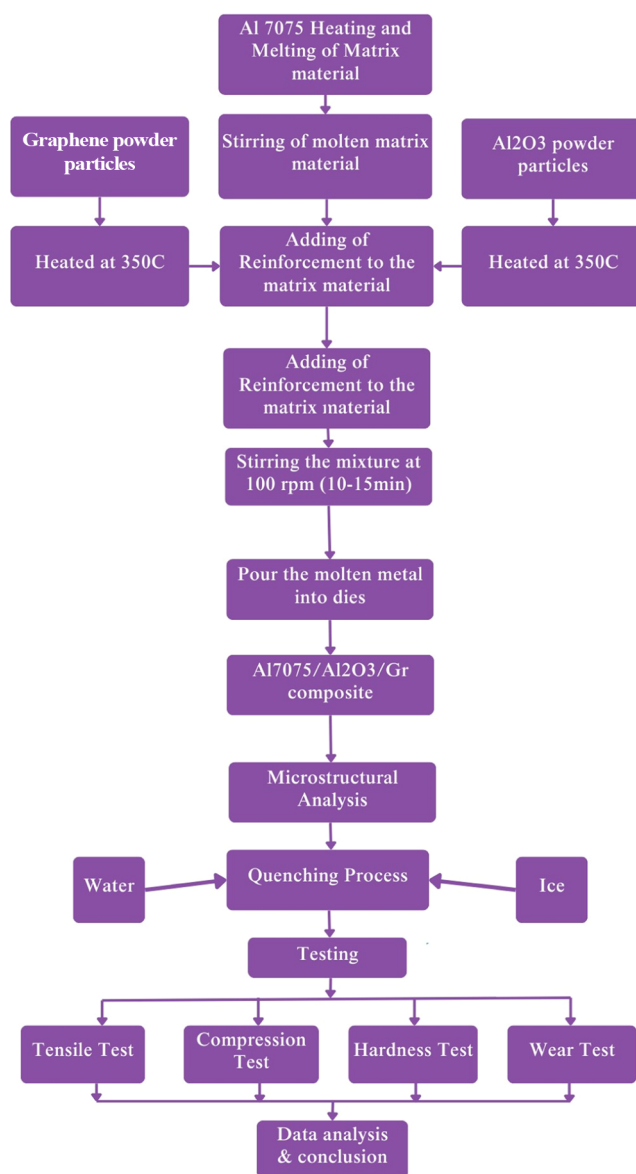 Al 7075 Heating and
Melting of Matrix
material
Graphene powder
particles
Stirring of molten matrix
material
Al2O3 powder
particles
Heated at 350C
Adding of
Reinforcement to the
matrix material
Heated at 350C
Adding of
Reinforcement to the
matrix material
Stirring the mixture at
100 rpm (10-15min)
Pour the molten metal
into dies
Al7075/Al2O3/Gr
composite
Microstructural
Analysis
Water
Quenching Process
Ice
Testing
Tensile Test
Compression
Test
Hardness Test
Wear Test
Data analysis
& conclusion